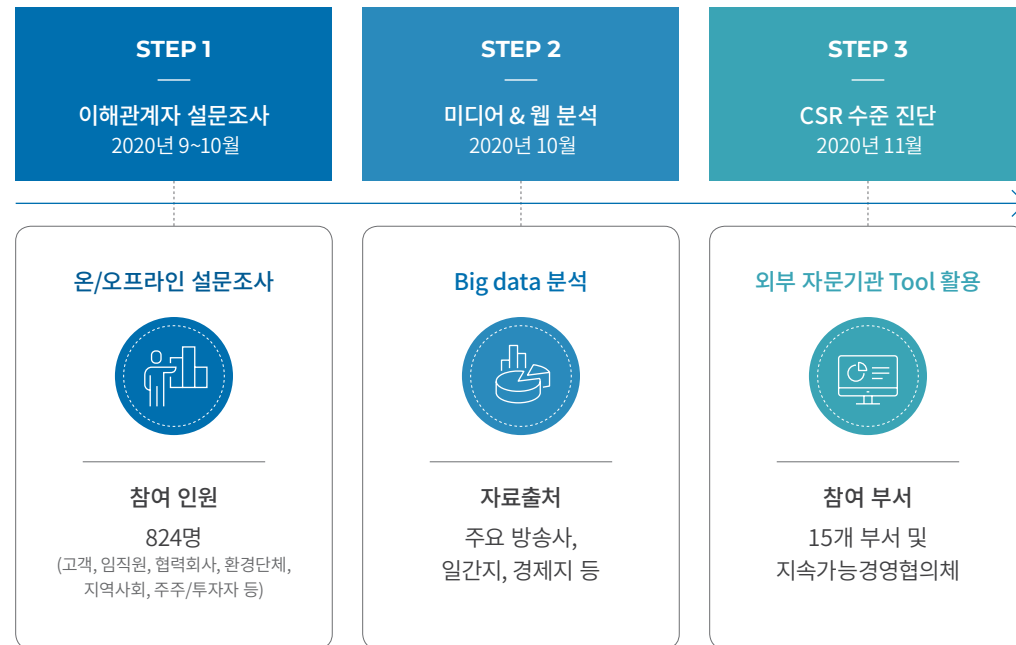 STEP 1
이해관계자 설문조사
2020년 9~10월
온/오프라인 설문조사
참여 인원
824명
(고객, 임직원, 협력회사, 환경단체,
지역사회, 주주/투자자 등)
STEP 2
미디어 & 웹 분석
2020년 10월
Big data 분석
자료출처
주요 방송사,
일간지, 경제지 등
STEP 3
CSR 수준 진단
2020년 11월
외부 자문기관 Tool 활용
참여 부서
15개 부서 및
지속가능경영협의체